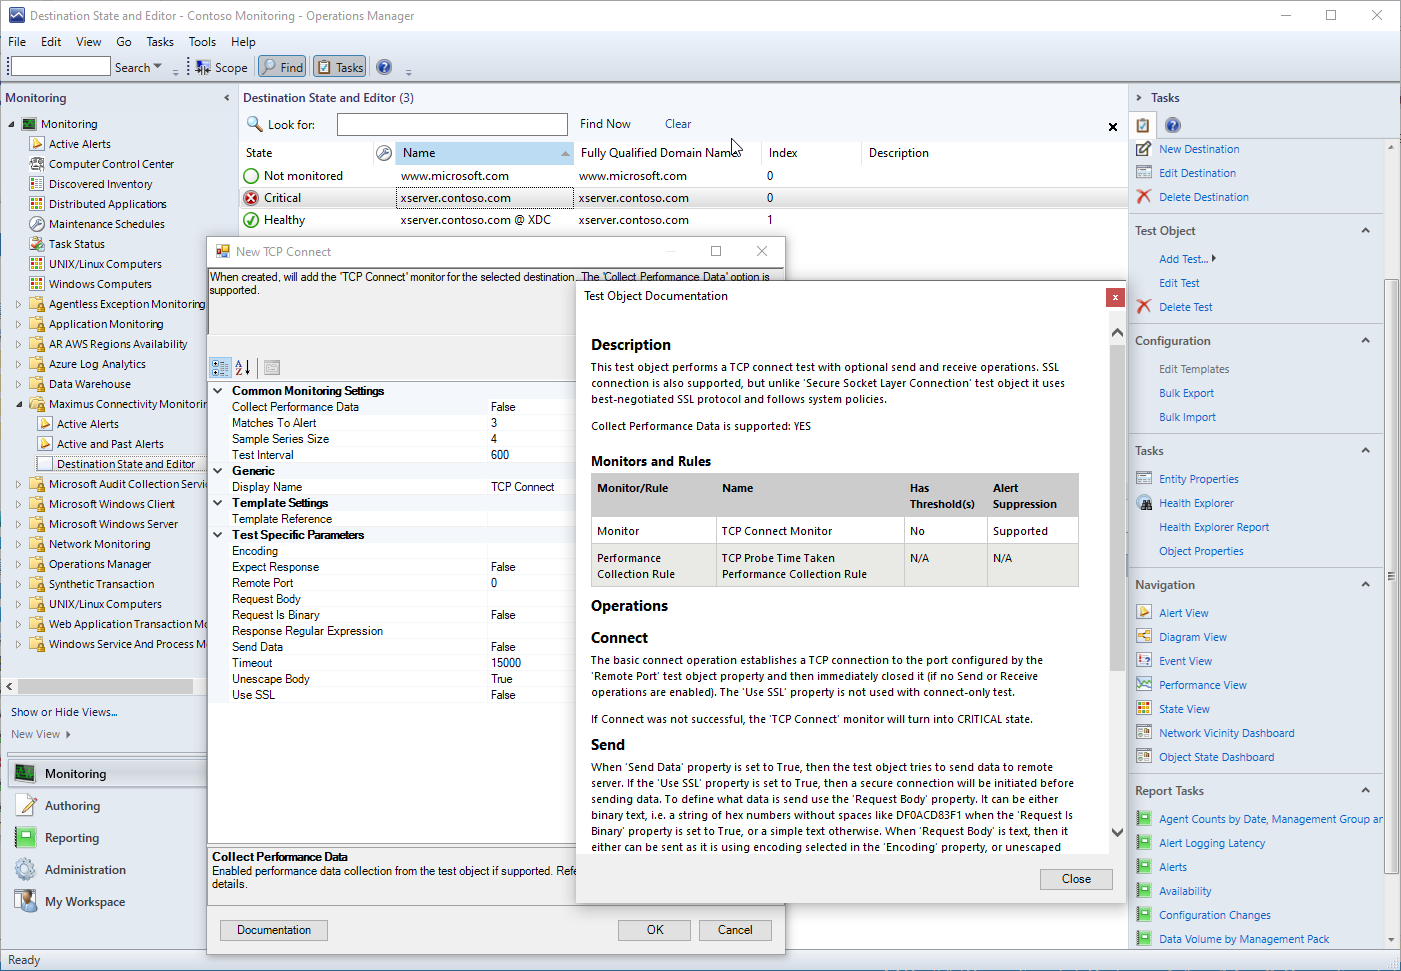 Destination State and Editor - Contoso Monitoring - Operations Manager
File Edit View Go Tasks Tools Help
Search Scope Find Tasks
Monitoring
Monitoring
Active Alerts
Computer Control Center
Discovered Inventory
Distributed Applications
Maintenance Schedules
Task Status
UNIX/Linux Computers
Windows Computers
Agentless Exception Monitoring
Application Monitoring
AR AWS Regions Availability
Azure Log Analytics
Data Warehouse
Maximus Connectivity Monitorin
Active Alerts
Active and Past Alerts
Destination State and Editor
Microsoft Audit Collection Servic
Microsoft Windows Client
Microsoft Windows Server
Network Monitoring
Operations Manager
Synthetic Transaction
UNIX/Linux Computers
Web Application Transaction Mo
Windows Service And Process M
Show or Hide Views...
New View
Monitoring
Authoring
Reporting
Administration
My Workspace
Ready
Destination State and Editor (3)
Look for: Find Now Clear
State Name Fully Qualified Domain Name Index Description
Not monitored www.microsoft.com www.microsoft.com 0
Critical xserver.contoso.com xserver.contoso.com 0
Healthy xserver.contoso.com @ XDC xserver.contoso.com 1
New TCP Connect
When created, will add the 'TCP Connect' monitor for the selected destination. The 'Collect Performance Data' option is
supported.
Common Monitoring Settings
Collect Performance Data False
Matches To Alert 3
Sample Series Size 4
Test Interval 600
Generic
Display Name TCP Connect
Template Settings
Template Reference
Test Specific Parameters
Encoding
Expect Response False
Remote Port 0
Request Body
Request Is Binary False
Response Regular Expression
Send Data False
Timeout 15000
Unescape Body True
Use SSL False
Collect Performance Data
Enabled performance data collection from the test object if supported. Refe
details.
Documentation OK Cancel
Test Object Documentation
Description
This test object performs a TCP connect test with optional send and receive operations. SSL
connection is also supported, but unlike 'Secure Socket Layer Connection' test object it uses
best-negotiated SSL protocol and follows system policies.
Collect Performance Data is supported: YES
Monitors and Rules
Monitor/Rule Name Has Threshold(s) Alert Suppression
Monitor TCP Connect Monitor No Supported
Performance Collection Rule TCP Probe Time Taken Performance Collection Rule N/A N/A
Operations
Connect
The basic connect operation establishes a TCP connection to the port configured by the
'Remote Port' test object property and then immediately closed it (if no Send or Receive
operations are enabled). The 'Use SSL' property is not used with connect-only test.
If Connect was not successful, the 'TCP Connect' monitor will turn into CRITICAL state.
Send
When 'Send Data' property is set to True, then the test object tries to send data to remote
server. If the 'Use SSL' property is set to True, then a secure connection will be initiated before
sending data. To define what data is send use the 'Request Body' property. It can be either
binary text, i.e. a string of hex numbers without spaces like DF0ACD83F1 when the 'Request Is
Binary' property is set to True, or a simple text otherwise. When 'Request Body' is text, then it
either can be sent as it is using encoding selected in the 'Encoding' property, or unescaped
Close
Tasks
New Destination
Edit Destination
Delete Destination
Test Object
Add Test...
Edit Test
Delete Test
Configuration
Edit Templates
Bulk Export
Bulk Import
Tasks
Entity Properties
Health Explorer
Health Explorer Report
Object Properties
Navigation
Alert View
Diagram View
Event View
Performance View
State View
Network Vicinity Dashboard
Object State Dashboard
Report Tasks
Agent Counts by Date, Management Group an
Alert Logging Latency
Alerts
Availability
Configuration Changes
Data Volume by Management Pack